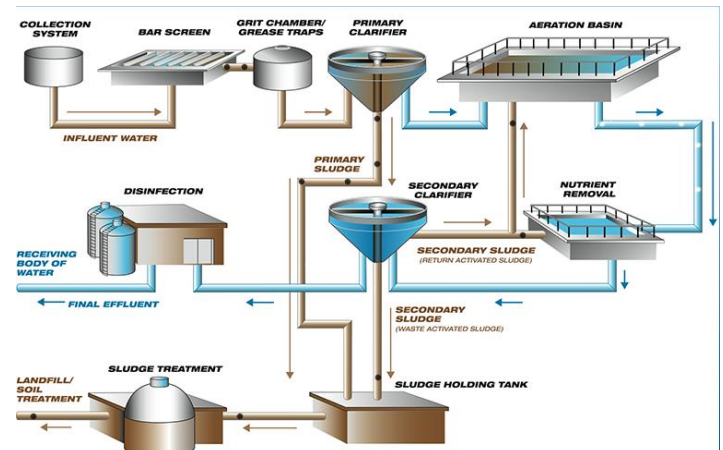 COLLECTION
SYSTEM
BAR SCREEN
GRIT CHAMBER/
GREASE TRAPS
PRIMARY
CLARIFIER
AERATION BASIN
INFLUENT WATER
PRIMARY
SLUDGE
DISINFECTION
SECONDARY
CLARIFIER
NUTRIENT
REMOVAL
RECEIVING
BODY OF
WATER
SECONDARY SLUDGE
(RETURN ACTIVATED SLUDGE)
FINAL EFFLUENT
SECONDARY
SLUDGE
(WASTE ACTIVATED SLUDGE)
LANDFILL/
SOIL
TREATMENT
SLUDGE TREATMENT
SLUDGE HOLDING TANK